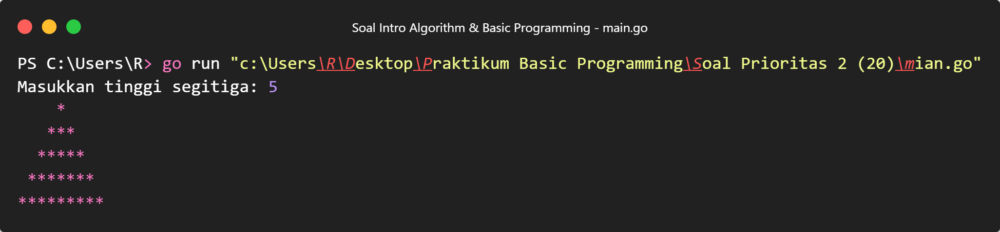 Soal Intro Algorithm & Basic Programming - main.go
PS C:\Users\R> go run "c:\Users\R\Desktop\Praktikum Basic Programming\Soal Prioritas 2 (20)\mian.go"
Masukkan tinggi segitiga: 5
    *
   ***
  *****
 *******
*********